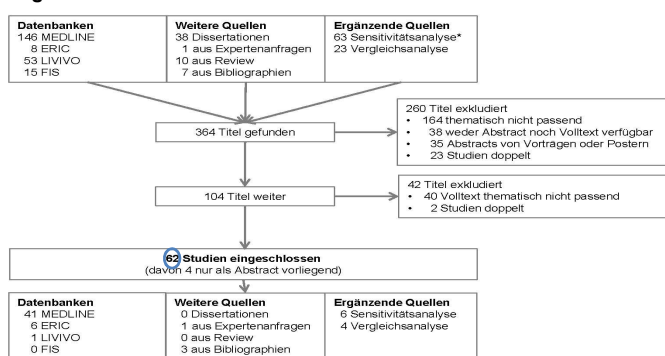 Datenbanken
146 MEDLINE
8 ERIC
53 LIVIVO
15 FIS
Weitere Quellen
38 Dissertationen
1 aus Expertenanfragen
10 aus Review
7 aus Bibliographien
Ergänzende Quellen
63 Sensitivitätsanalyse*
23 Vergleichsanalyse
364 Titel gefunden
260 Titel exkludiert
• 164 thematisch nicht passend
• 38 weder Abstract noch Volltext verfügbar
• 35 Abstracts von Vorträgen oder Postern
• 23 Studien doppelt
104 Titel weiter
42 Titel exkludiert
• 40 Volltext thematisch nicht passend
• 2 Studien doppelt
62 Studien eingeschlossen
(davon 4 nur als Abstract vorliegend)
Datenbanken
41 MEDLINE
6 ERIC
1 LIVIVO
0 FIS
Weitere Quellen
0 Dissertationen
1 aus Expertenanfragen
0 aus Review
3 aus Bibliographien
Ergänzende Quellen
6 Sensitivitätsanalyse
4 Vergleichsanalyse